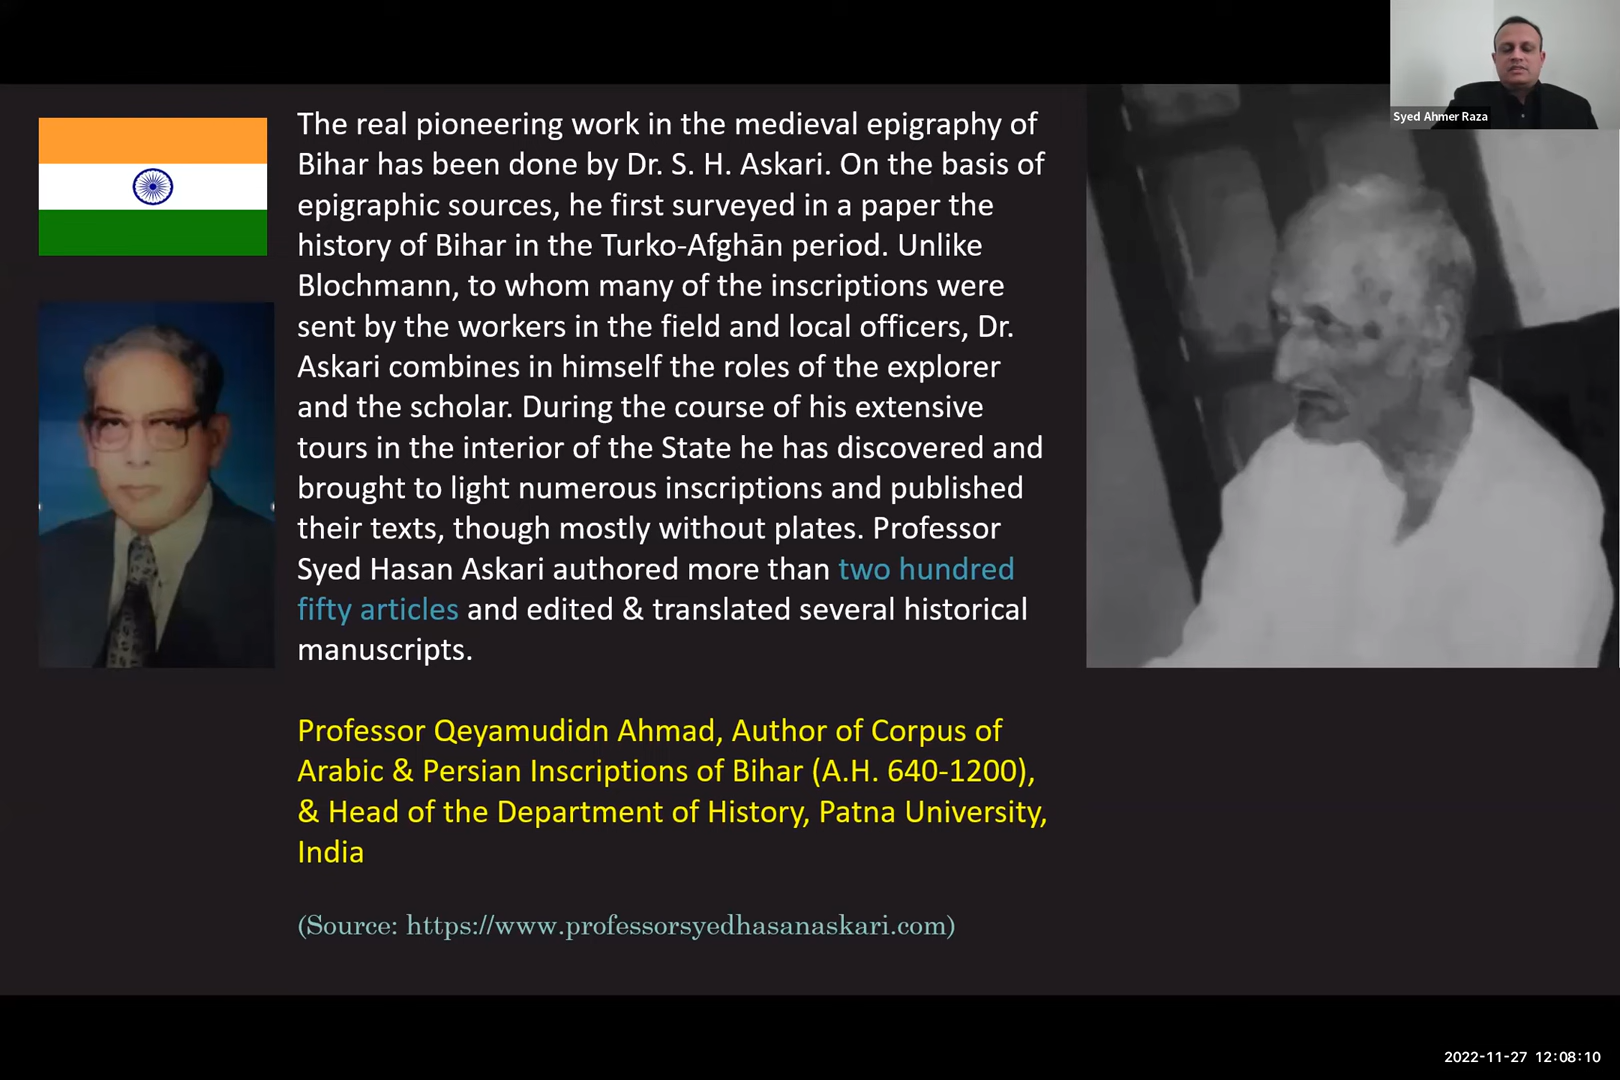 Syed Ahmer Raza
The real pioneering work in the medieval epigraphy of
Bihar has been done by Dr. S. H. Askari. On the basis of
epigraphic sources, he first surveyed in a paper the
history of Bihar in the Turko-Afghān period. Unlike
Blochmann, to whom many of the inscriptions were
sent by the workers in the field and local officers, Dr.
Askari combines in himself the roles of the explorer
and the scholar. During the course of his extensive
tours in the interior of the State he has discovered and
brought to light numerous inscriptions and published
their texts, though mostly without plates. Professor
Syed Hasan Askari authored more than two hundred
fifty articles and edited & translated several historical
manuscripts.
Professor Qeyamudidn Ahmad, Author of Corpus of
Arabic & Persian Inscriptions of Bihar (A.H. 640-1200),
& Head of the Department of History, Patna University,
India
(Source: https://www.professorsyedhasanaskari.com)
2022-11-27 12:08:10